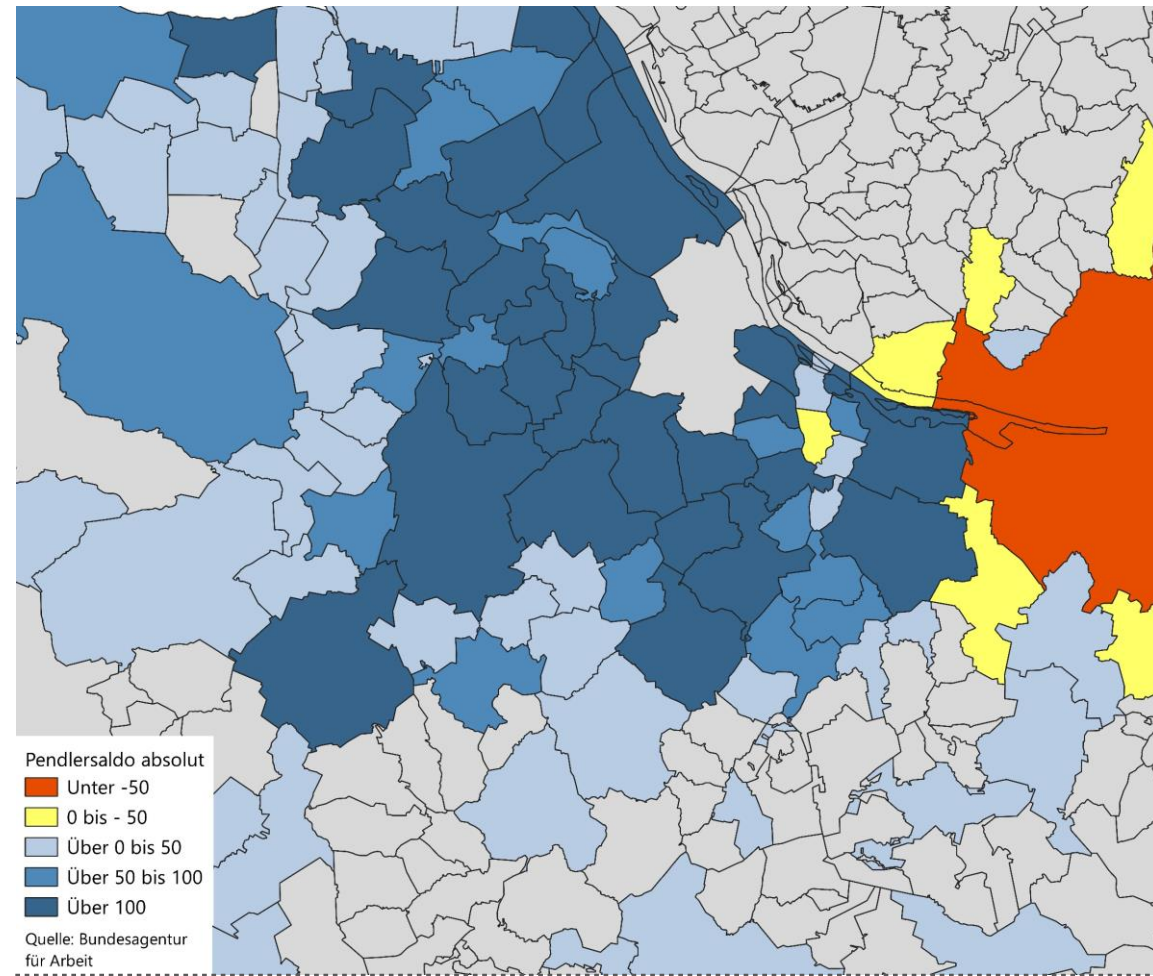 Pendlersaldo absolut
Unter -50
0 bis - 50
Über 0 bis 50
Über 50 bis 100
Über 100
Quelle: Bundesagentur
für Arbeit